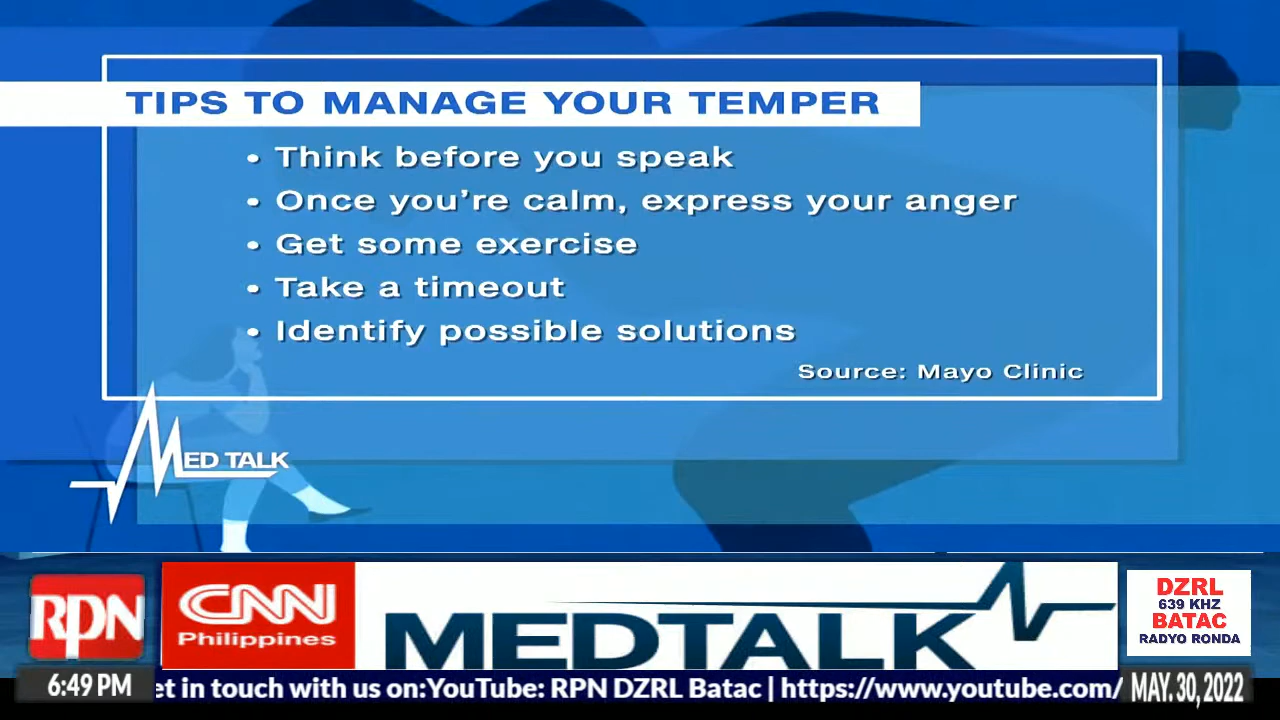 TIPS TO MANAGE YOUR TEMPER
• Think before you speak
• Once you're calm, express your anger
• Get some exercise
• Take a timeout
• Identify possible solutions
Source: Mayo Clinic
MED TALK
RPN
CNN
Philippines
MEDTALK
DZRL
639 KHZ
BATAC
RADYO RONDA
6:49 PM
et in touch with us on:YouTube: RPN DZRL Batac | https://www.youtube.com/
MAY. 30, 2022